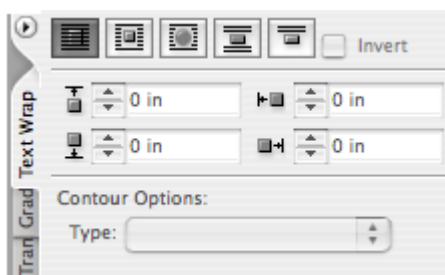 Invert
0 in
0 in
0 in
0 in
Contour Options:
Type:
Text Wrap
Grad
Tran